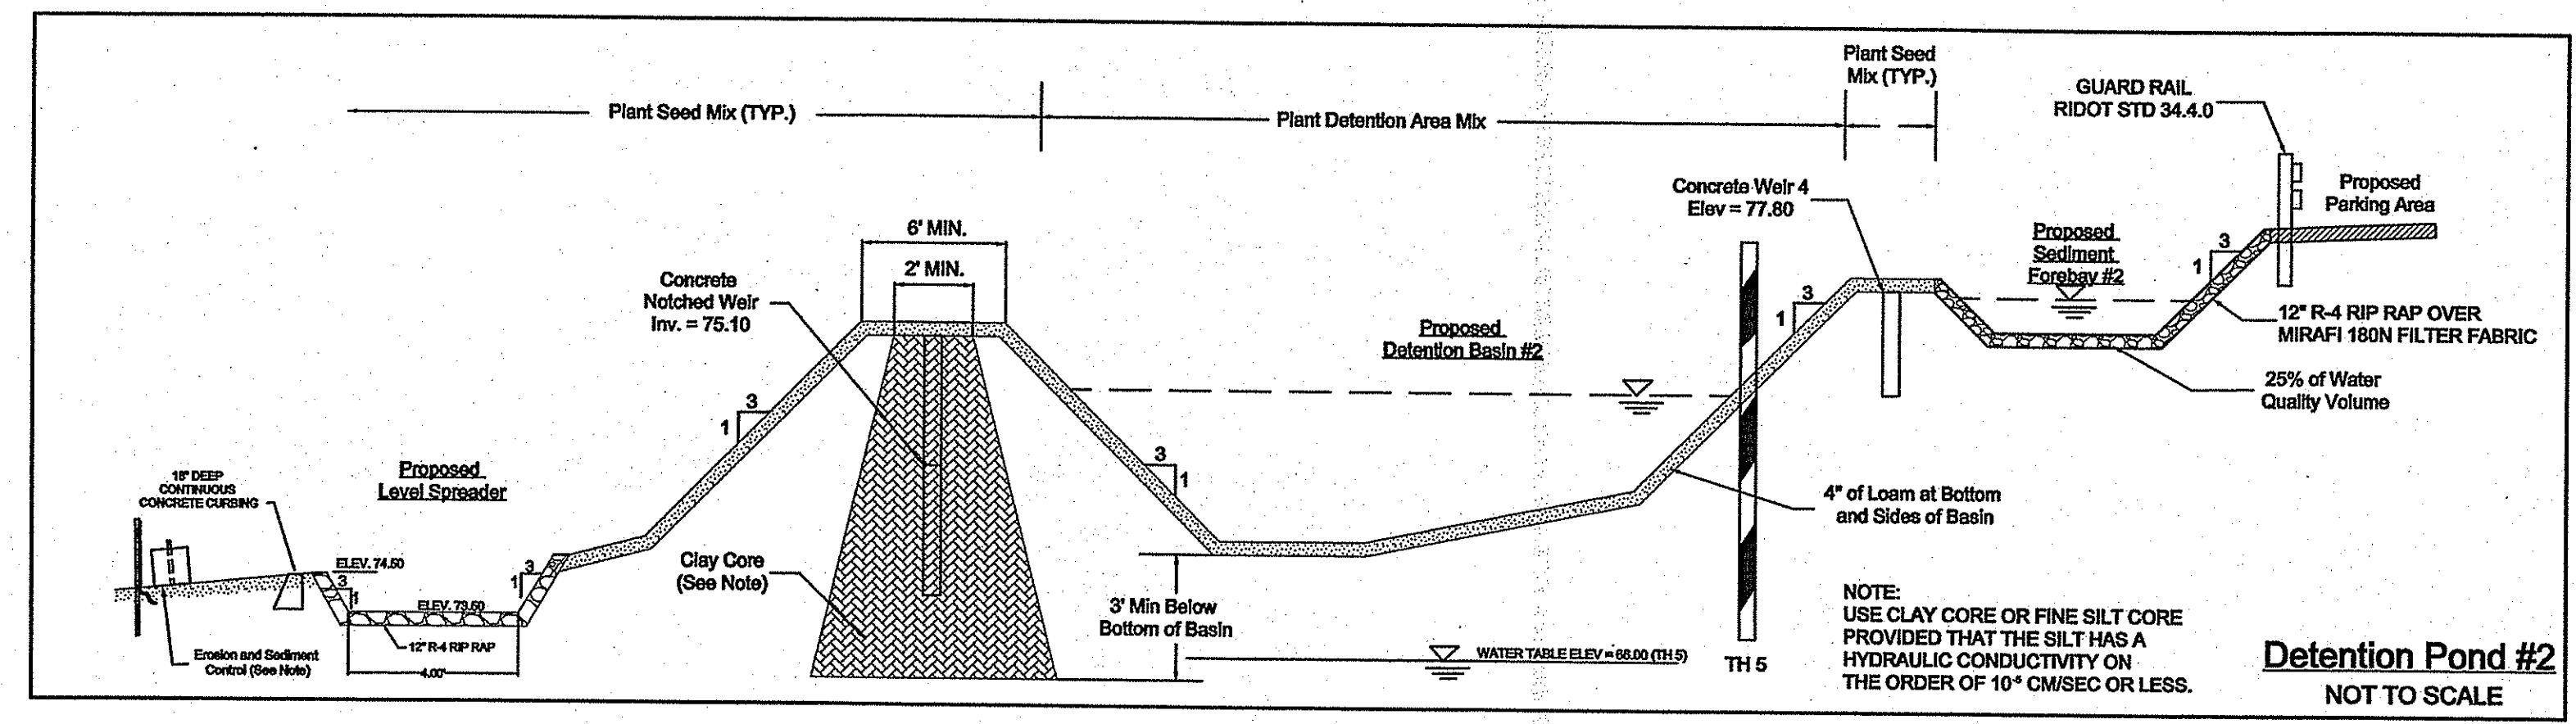 Plant Seed Mix (TYP.)
Plant Detention Area Mix
Plant Seed
Mix (TYP.)
GUARD RAIL
RIDOT STD 34.4.0
Proposed
Parking Area
Concrete Weir 4
Elev = 77.80
6' MIN.
2' MIN.
Concrete
Notched Weir
Inv. = 75.10
Proposed
Sediment
Forebay #2
3
1
3
1
12" R-4 RIP RAP OVER
MIRAFI 180N FILTER FABRIC
Proposed
Detention Basin #2
25% of Water
Quality Volume
3
1
3
1
Proposed
Level Spreader
18" DEEP
CONTINUOUS
CONCRETE CURBING
4" of Loam at Bottom
and Sides of Basin
ELEV. 74.50
3
1
3
1
ELEV. 73.50
12" R-4 RIP RAP
4.00'
Erosion and Sediment
Control (See Note)
Clay Core
(See Note)
3' Min Below
Bottom of Basin
WATER TABLE ELEV = 66.00 (TH 5)
TH 5
NOTE:
USE CLAY CORE OR FINE SILT CORE
PROVIDED THAT THE SILT HAS A
HYDRAULIC CONDUCTIVITY ON
THE ORDER OF 10⁻⁵ CM/SEC OR LESS.
Detention Pond #2
NOT TO SCALE